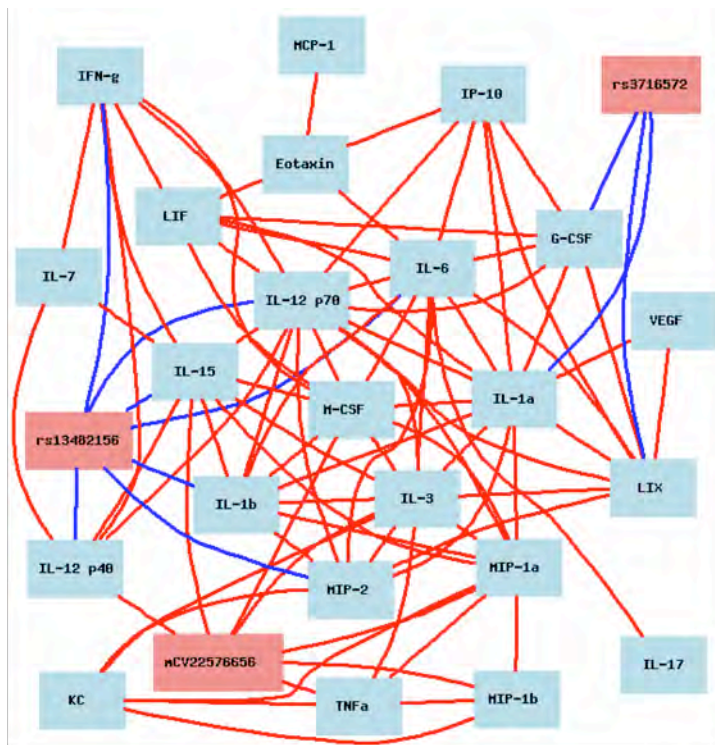 MCP-1
IFN-g
rs3716572
IP-10
Eotaxin
LIF
G-CSF
IL-6
IL-7
IL-12 p70
VEGF
IL-15
IL-1a
M-CSF
rs13482156
IL-3
LIX
IL-1b
IL-12 p40
MIP-1a
MIP-2
mCV22576656
IL-17
KC
MIP-1b
TNFa